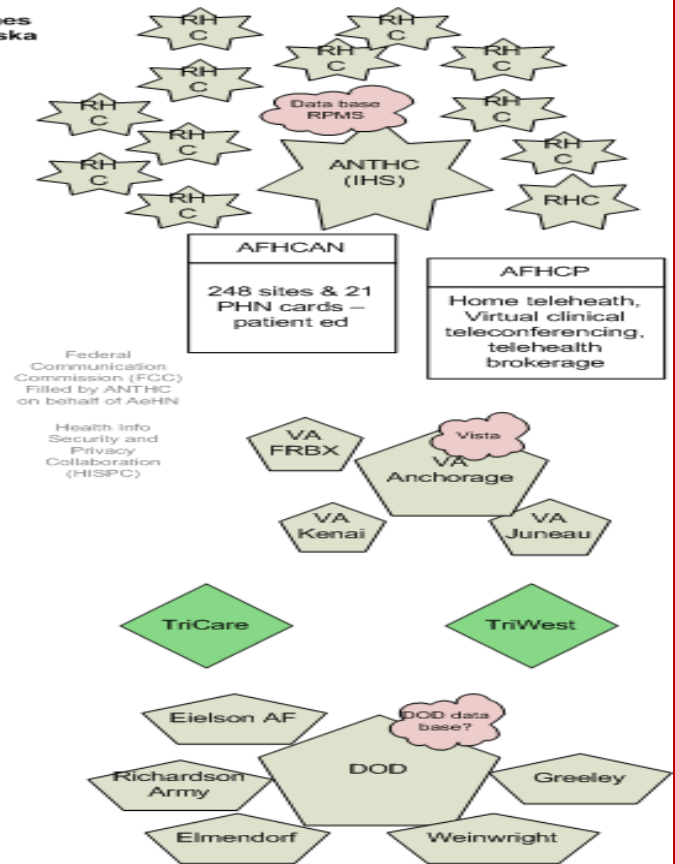 RH
C
RH
C
RH
C
RH
C
RH
C
RH
C
RH
C
RH
C
RH
C
RH
C
RH
C
RHC
Data base
RPMS
ANTHC
(IHS)
AFHCAN
248 sites & 21
PHN cards –
patient ed
AFHCP
Home teleheath,
Virtual clinical
teleconferencing,
telehealth
brokerage
Federal
Communication
Commission (FCC)
Filled by ANTHC
on behalf of AeHN
Health Info
Security and
Privacy
Collaboration
(HISPC)
VA
FRBX
Vista
VA
Anchorage
VA
Kenai
VA
Juneau
TriCare
TriWest
Eielson AF
DOD data
base?
Richardson
Army
DOD
Greeley
Elmendorf
Weinwright